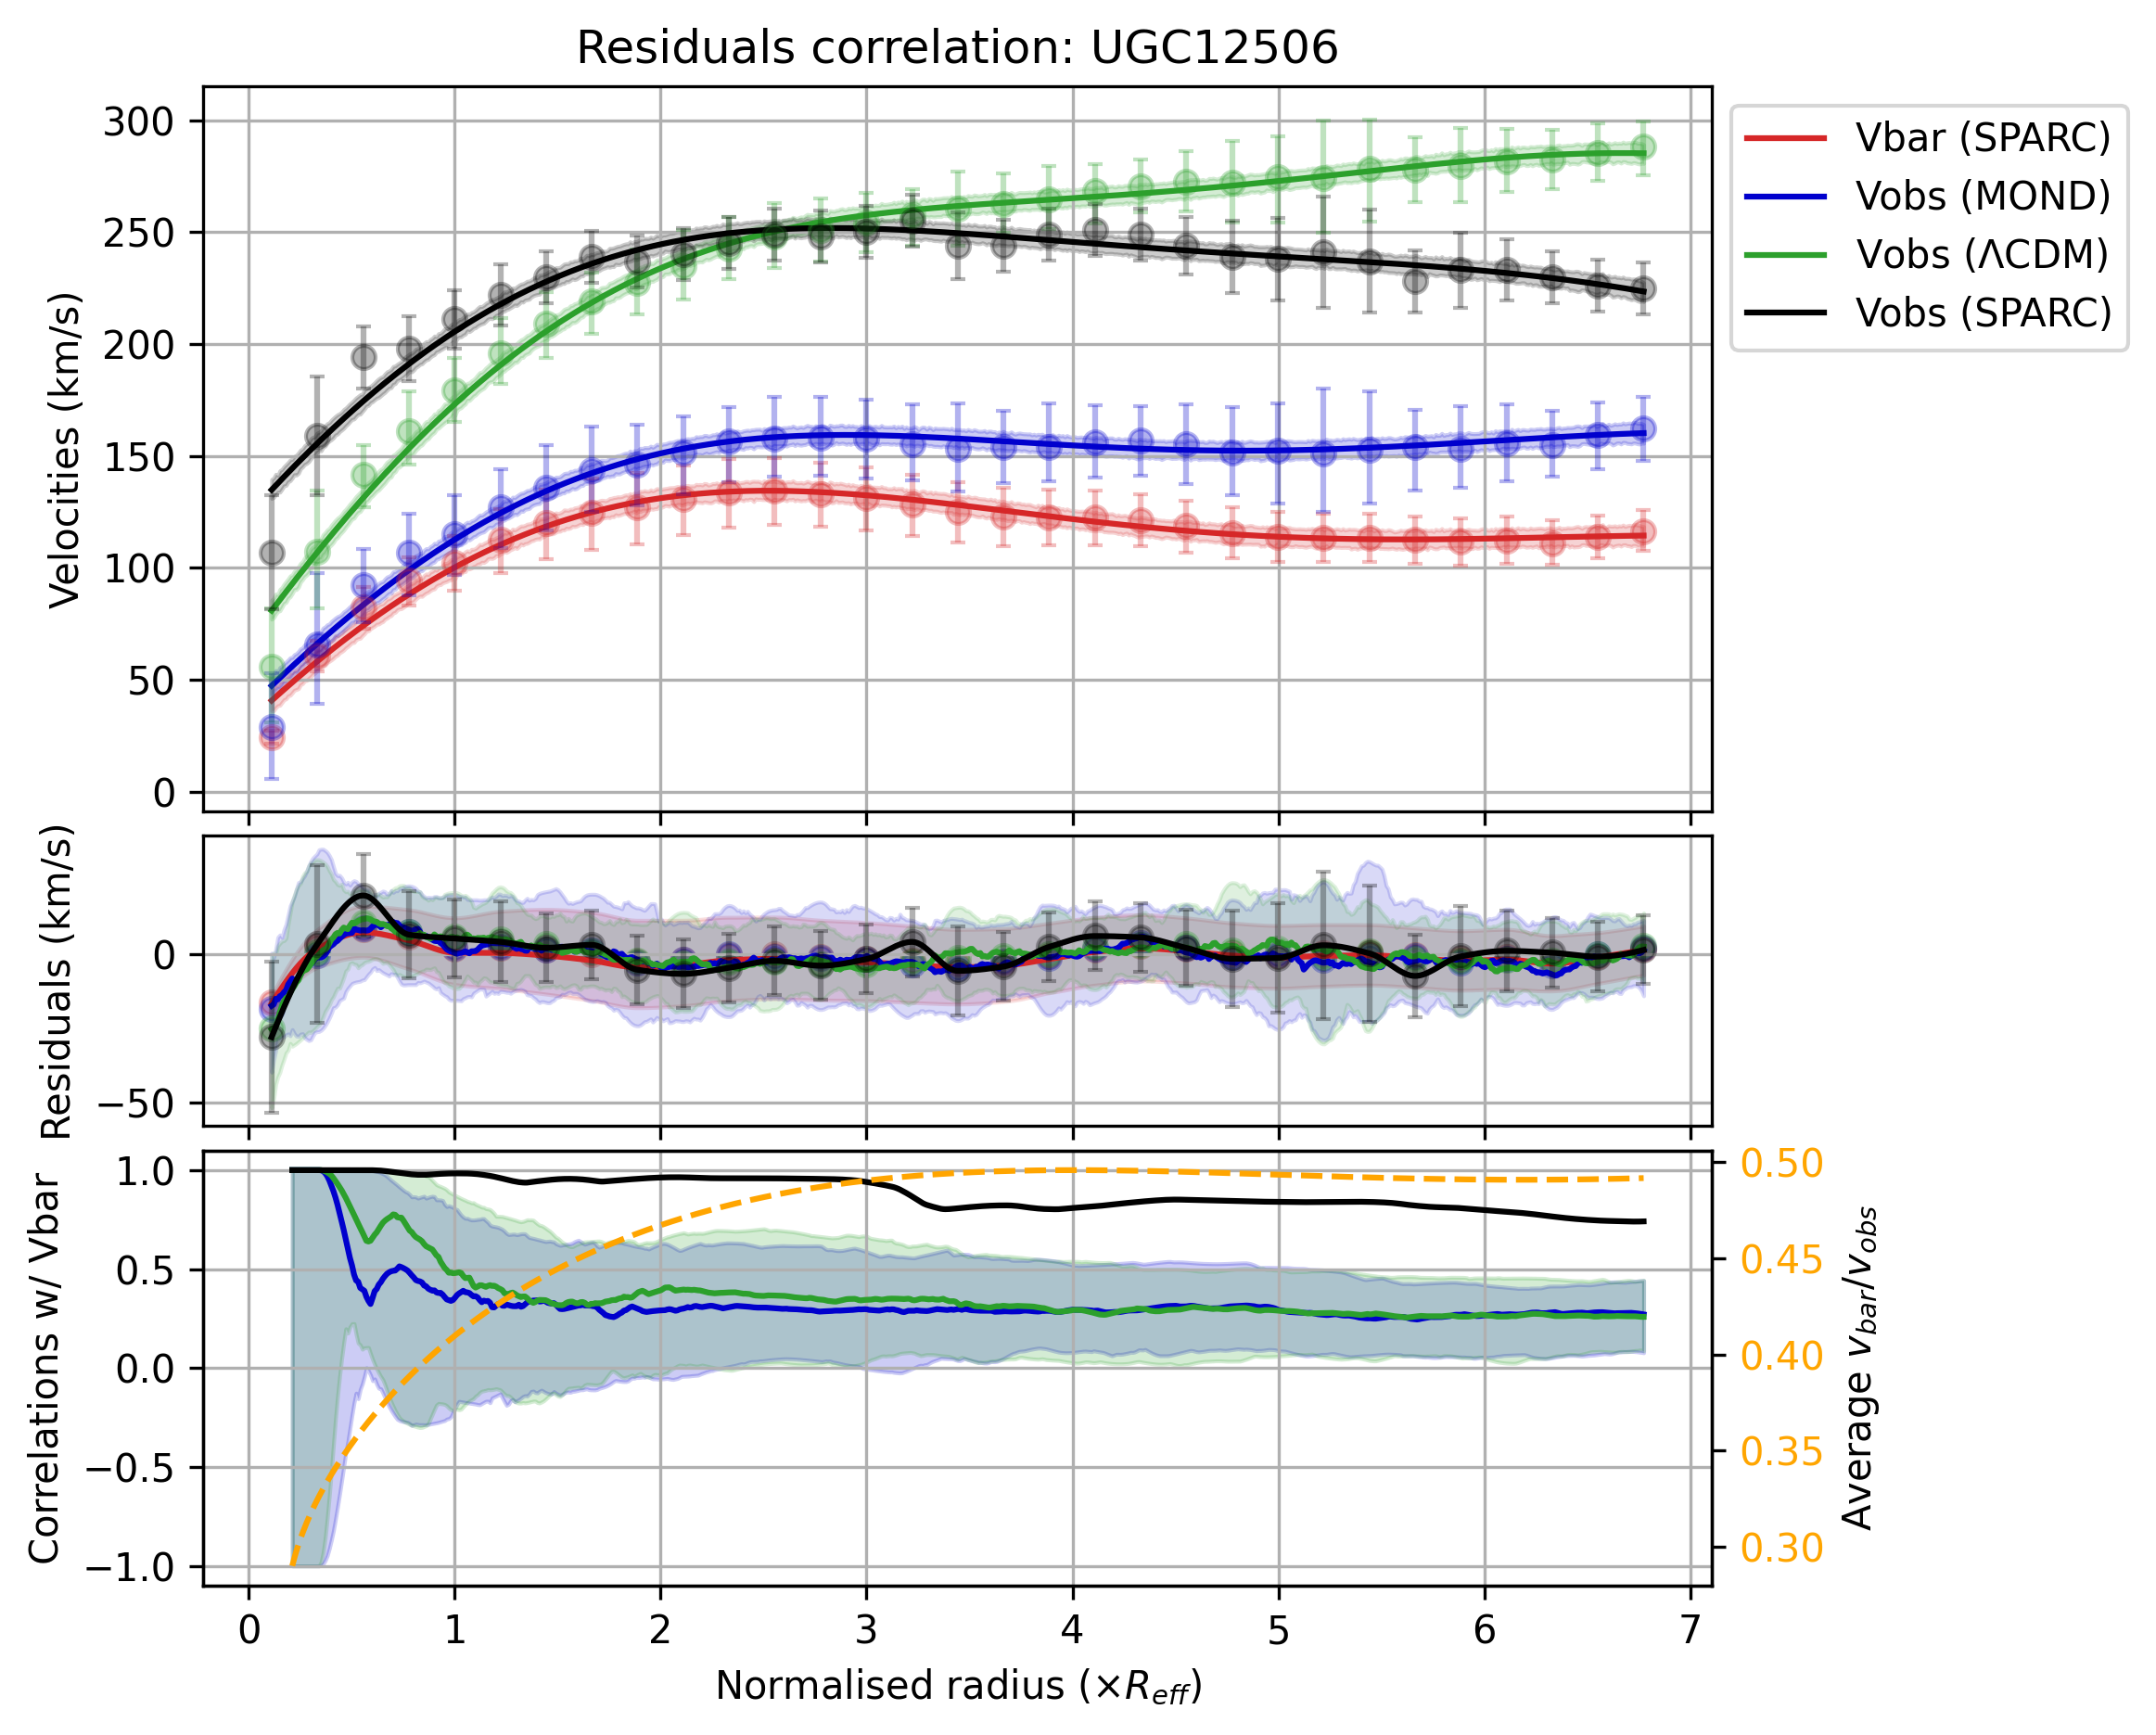 Residuals correlation: UGC12506
300
250
200
150
100
50
0
Velocities (km/s)
Vbar (SPARC)
Vobs (MOND)
Vobs (ΛCDM)
Vobs (SPARC)
0
−50
Residuals (km/s)
1.0
0.5
0.0
−0.5
−1.0
Correlations w/ Vbar
0.50
0.45
0.40
0.35
0.30
Average v_bar/v_obs
0 1 2 3 4 5 6 7
Normalised radius (×R_eff)